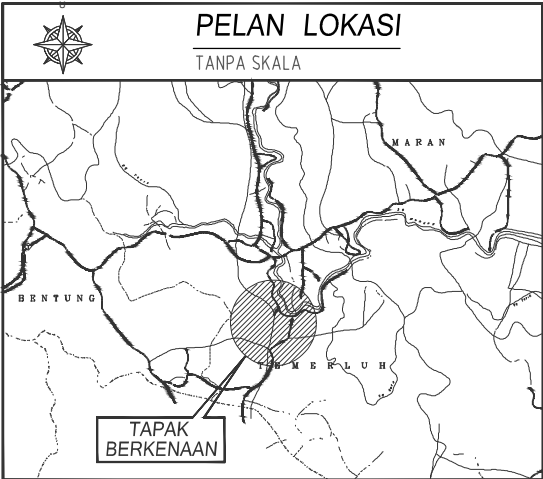 U
PELAN LOKASI
TANPA SKALA
MARAN
BENTUNG
TEMERLUH
TAPAK
BERKENAAN